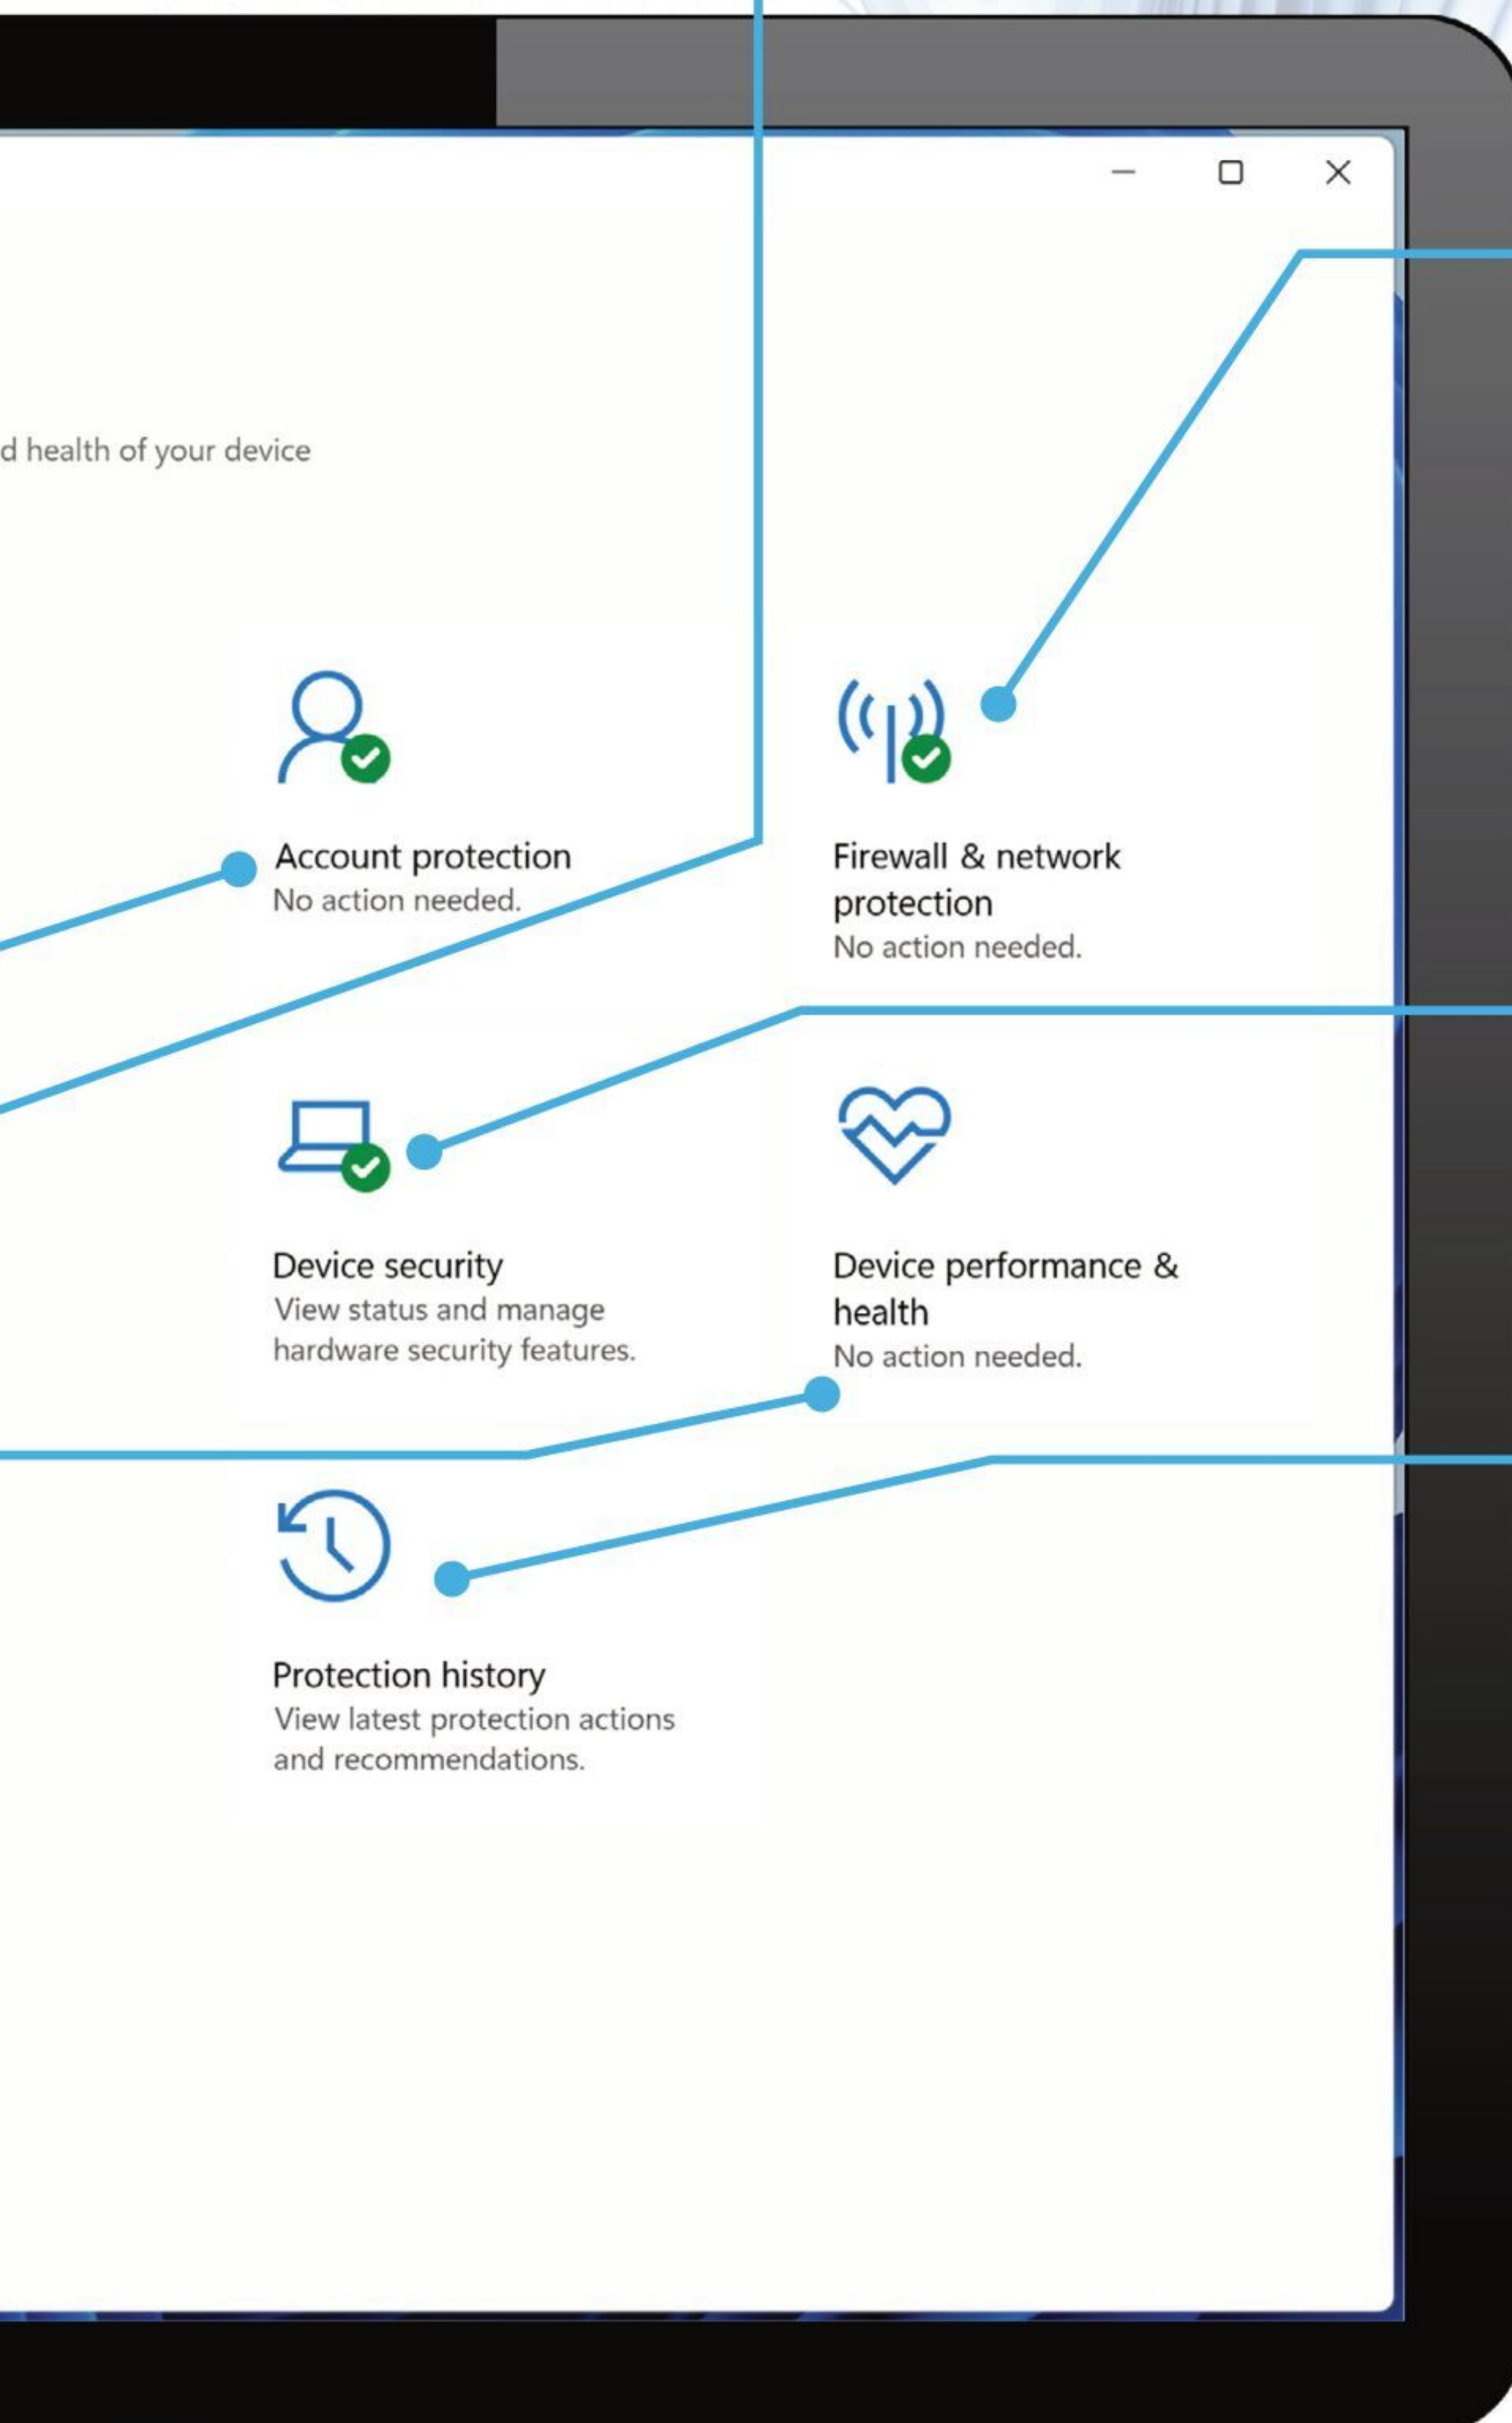 d health of your device
Account protection
No action needed.
Firewall & network
protection
No action needed.
Device security
View status and manage
hardware security features.
Device performance &
health
No action needed.
Protection history
View latest protection actions
and recommendations.